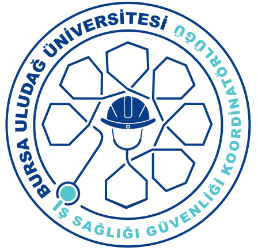 BURSA ULUDAĞ ÜNİVERSİTESİ
İŞ SAĞLIĞI GÜVENLİĞİ KOORDİNATÖRLÜĞÜ